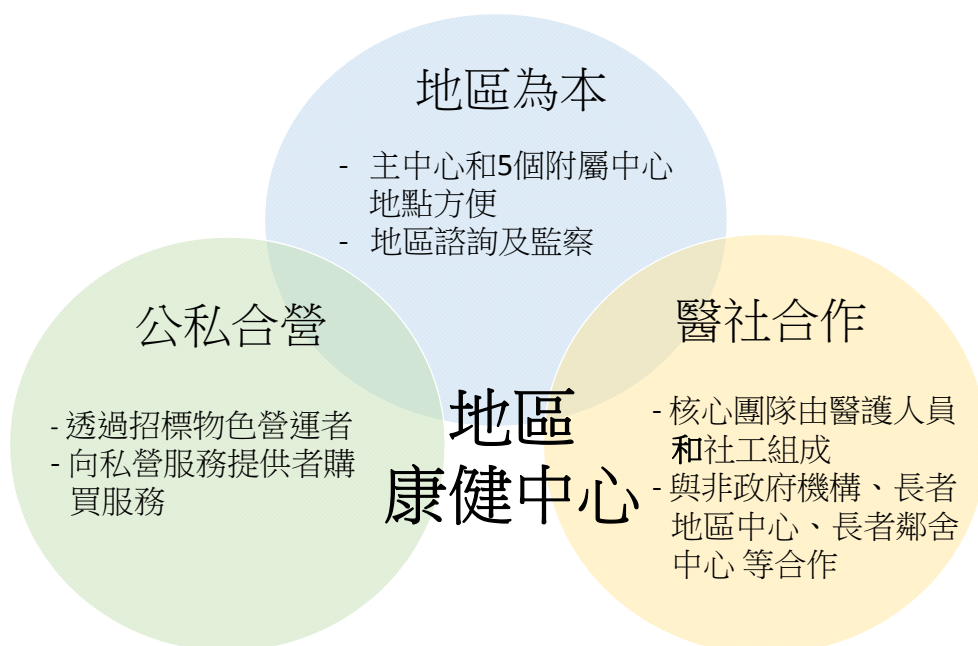 地區為本
- 主中心和5個附屬中心
地點方便
- 地區諮詢及監察
公私合營
- 透過招標物色營運者
- 向私營服務提供者購
買服務
地區
康健中心
醫社合作
- 核心團隊由醫護人員
和社工組成
- 與非政府機構、長者
地區中心、長者鄰舍
中心 等合作